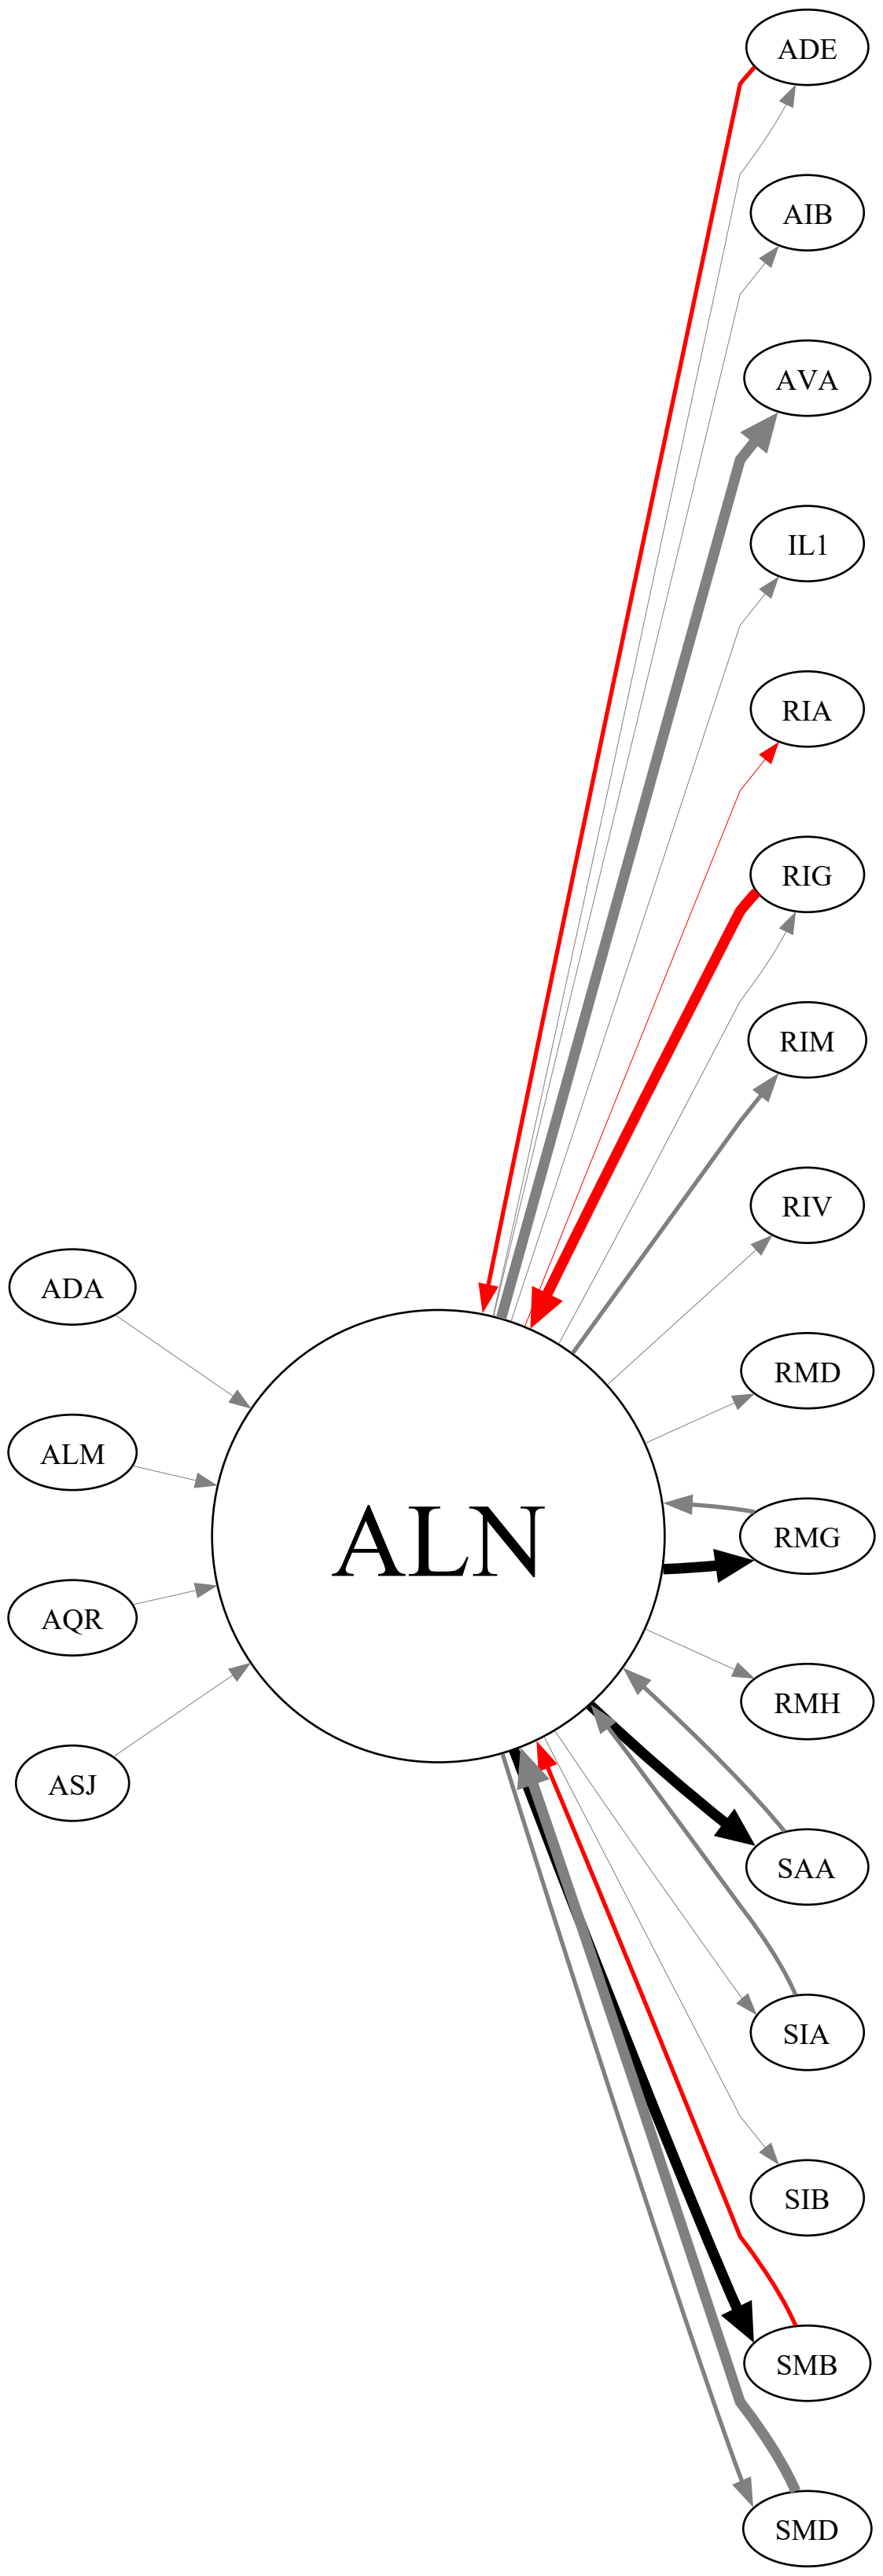 ADE
AIB
AVA
IL1
RIA
RIG
RIM
RIV
ADA
RMD
ALM
RMG
ALN
AQR
RMH
ASJ
SAA
SIA
SIB
SMB
SMD